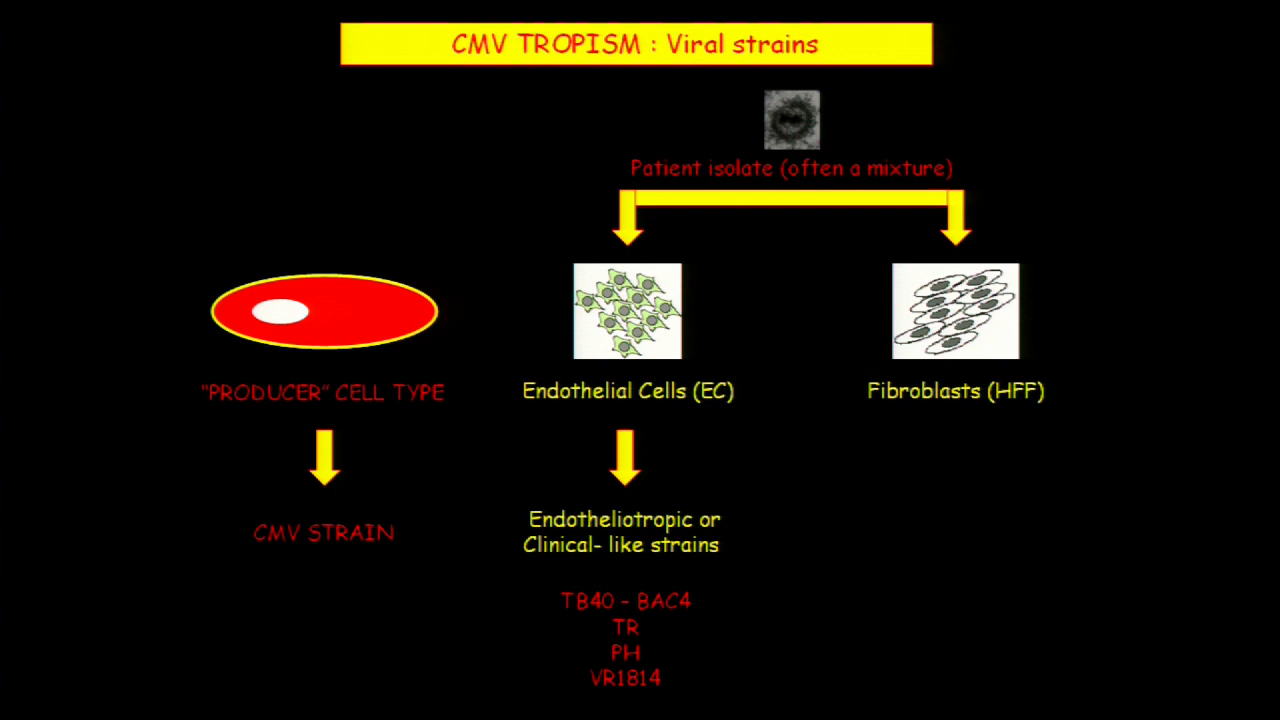 CMV TROPISM : Viral strains
Patient isolate (often a mixture)
"PRODUCER" CELL TYPE
Endothelial Cells (EC)
Fibroblasts (HFF)
CMV STRAIN
Endotheliotropic or
Clinical- like strains
TB40 - BAC4
TR
PH
VR1814